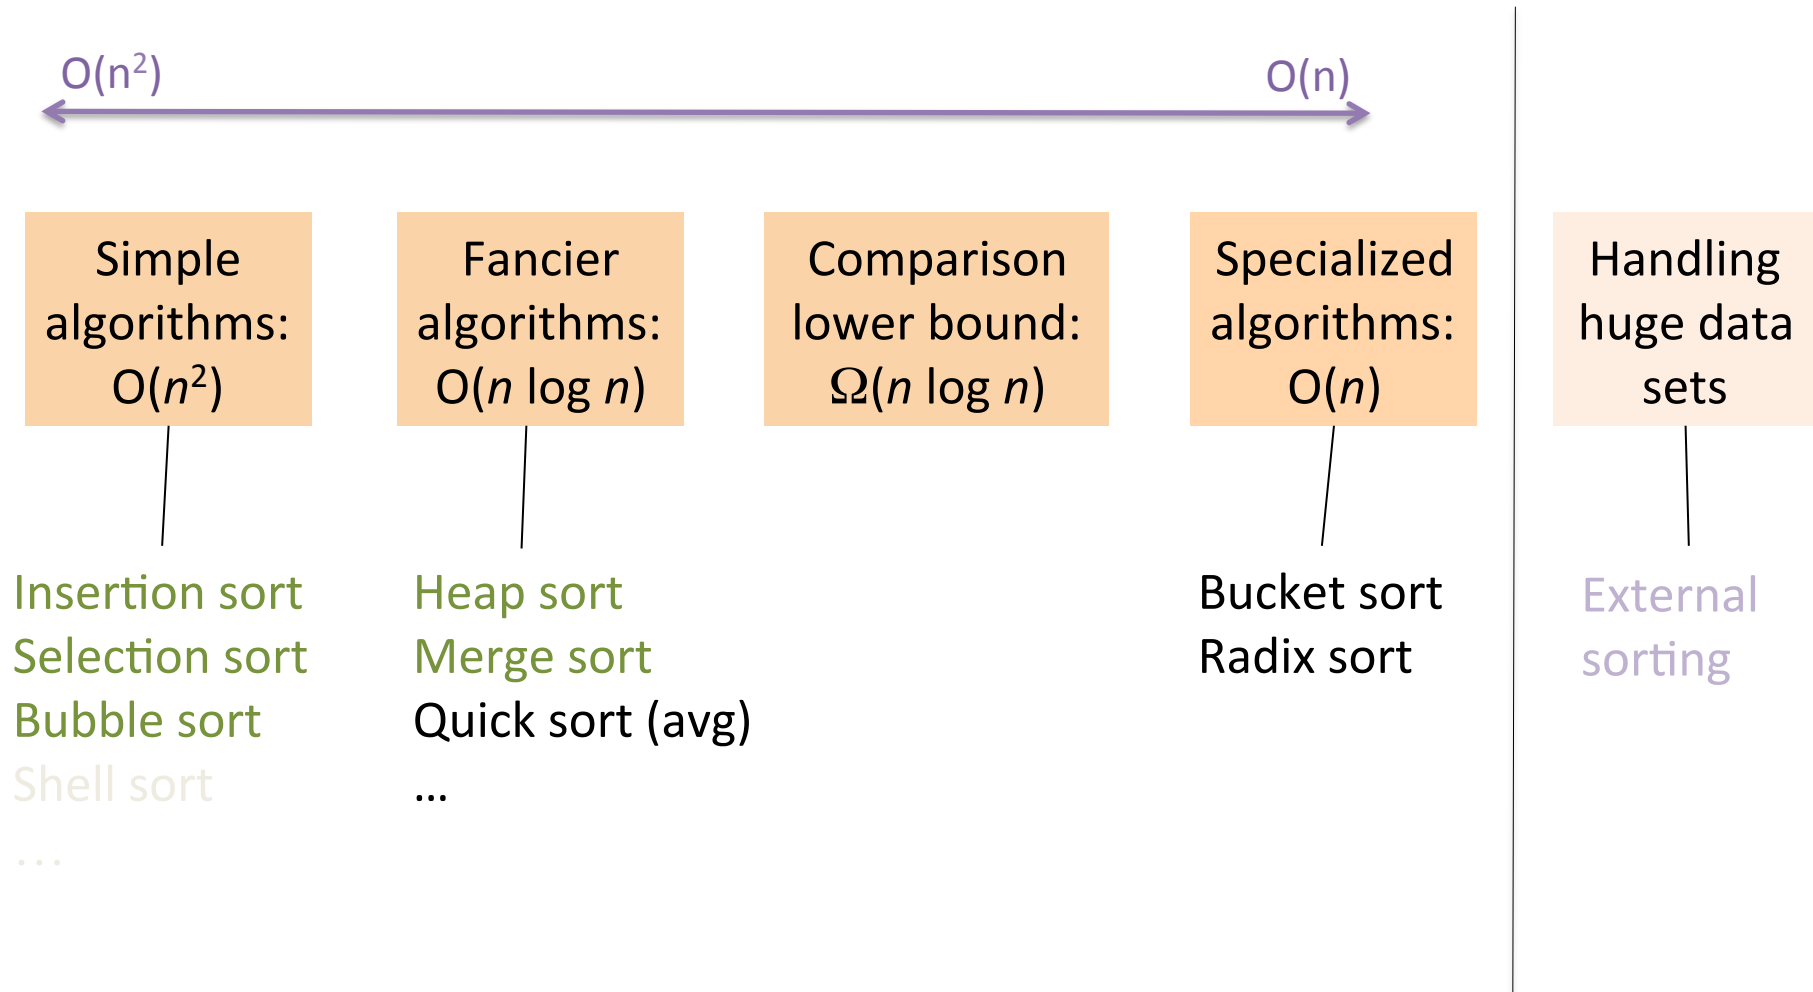 O(n²)
O(n)
Simple
algorithms:
O(n²)
Fancier
algorithms:
O(n log n)
Comparison
lower bound:
Ω(n log n)
Specialized
algorithms:
O(n)
Handling
huge data
sets
Insertion sort
Selection sort
Bubble sort
Shell sort
…
Heap sort
Merge sort
Quick sort (avg)
…
Bucket sort
Radix sort
External
sorting